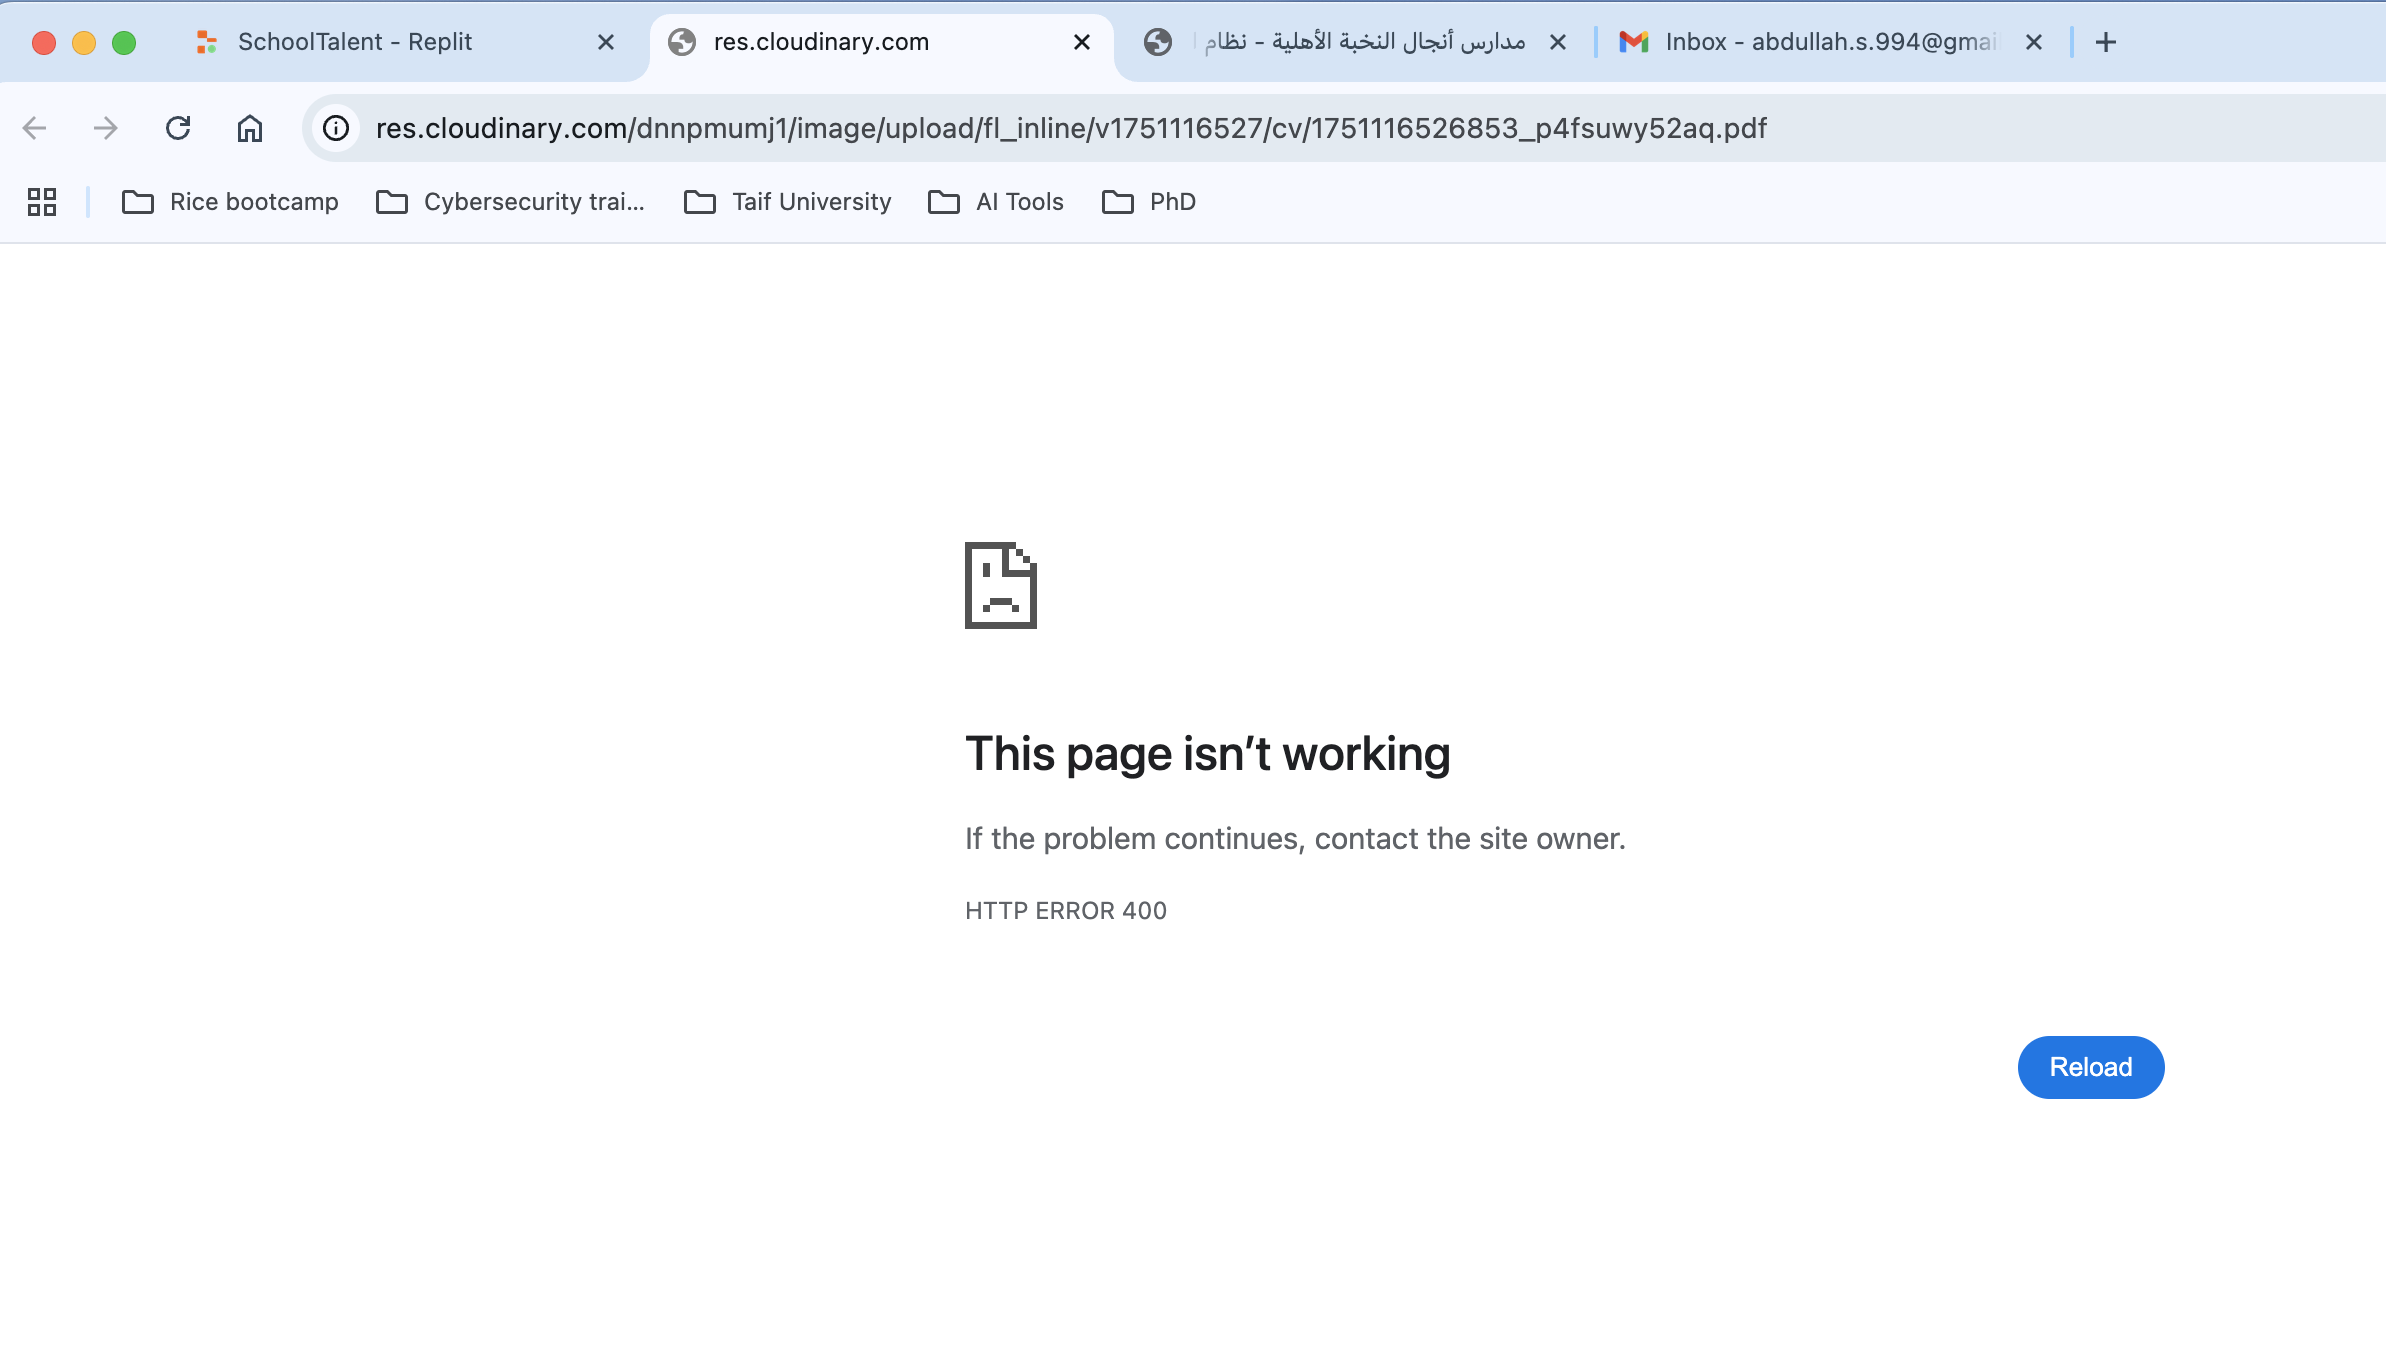 SchoolTalent - Replit
res.cloudinary.com
مدارس أنجال النخبة الأهلية - نظام
Inbox - abdullah.s.994@gmai
res.cloudinary.com/dnnpmumj1/image/upload/fl_inline/v1751116527/cv/1751116526853_p4fsuwy52aq.pdf
Rice bootcamp
Cybersecurity trai...
Taif University
AI Tools
PhD
This page isn’t working
If the problem continues, contact the site owner.
HTTP ERROR 400
Reload